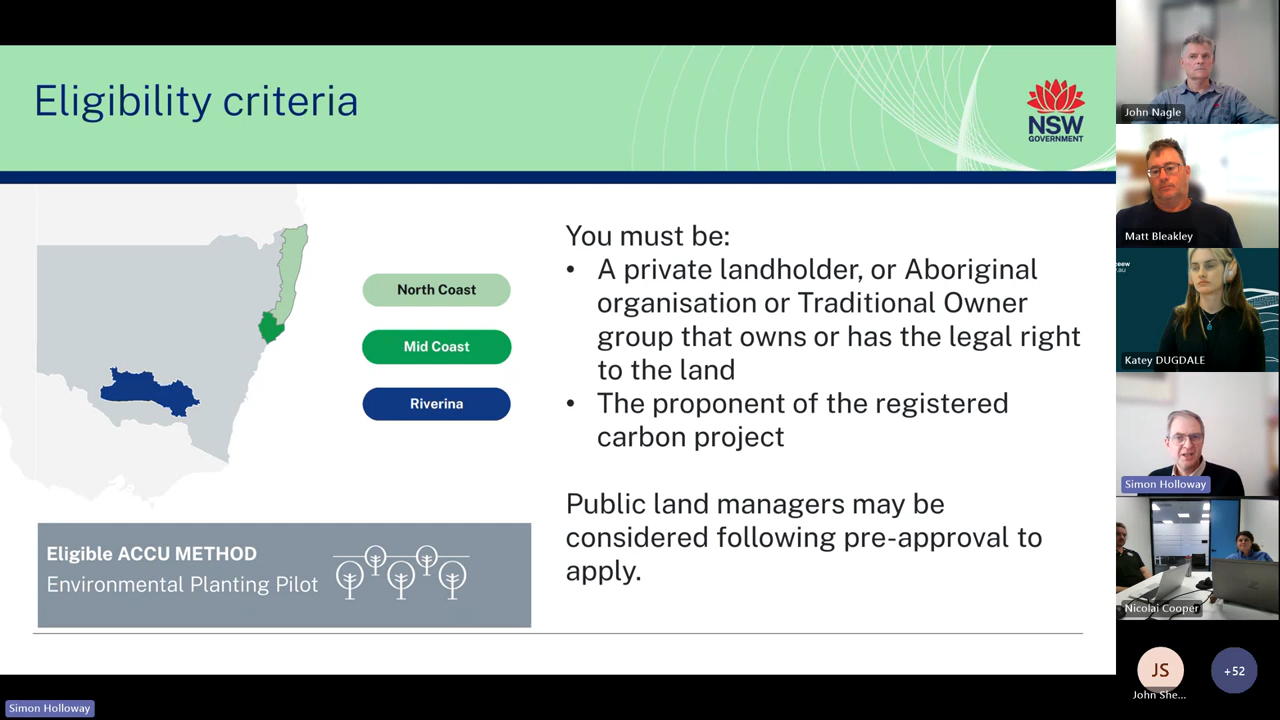 Eligibility criteria
NSW
GOVERNMENT
North Coast
Mid Coast
Riverina
You must be:
• A private landholder, or Aboriginal
organisation or Traditional Owner
group that owns or has the legal right
to the land
• The proponent of the registered
carbon project
Public land managers may be
considered following pre-approval to
apply.
Eligible ACCU METHOD
Environmental Planting Pilot
John Nagle
Matt Bleakley
Katey DUGDALE
Simon Holloway
Nicolai Cooper
JS
John She...
+52
Simon Holloway